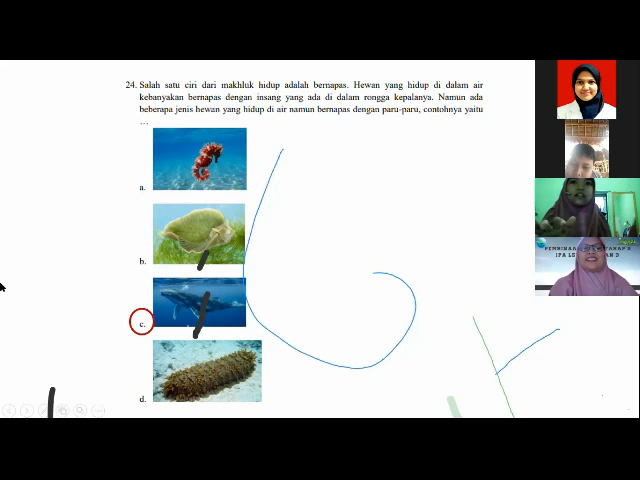 24. Salah satu ciri dari makhluk hidup adalah bernapas. Hewan yang hidup di dalam air
kebanyakan bernapas dengan insang yang ada di dalam rongga kepalanya. Namun ada
beberapa jenis hewan yang hidup di air namun bernapas dengan paru-paru, contohnya yaitu
...
a.
b.
c.
d.